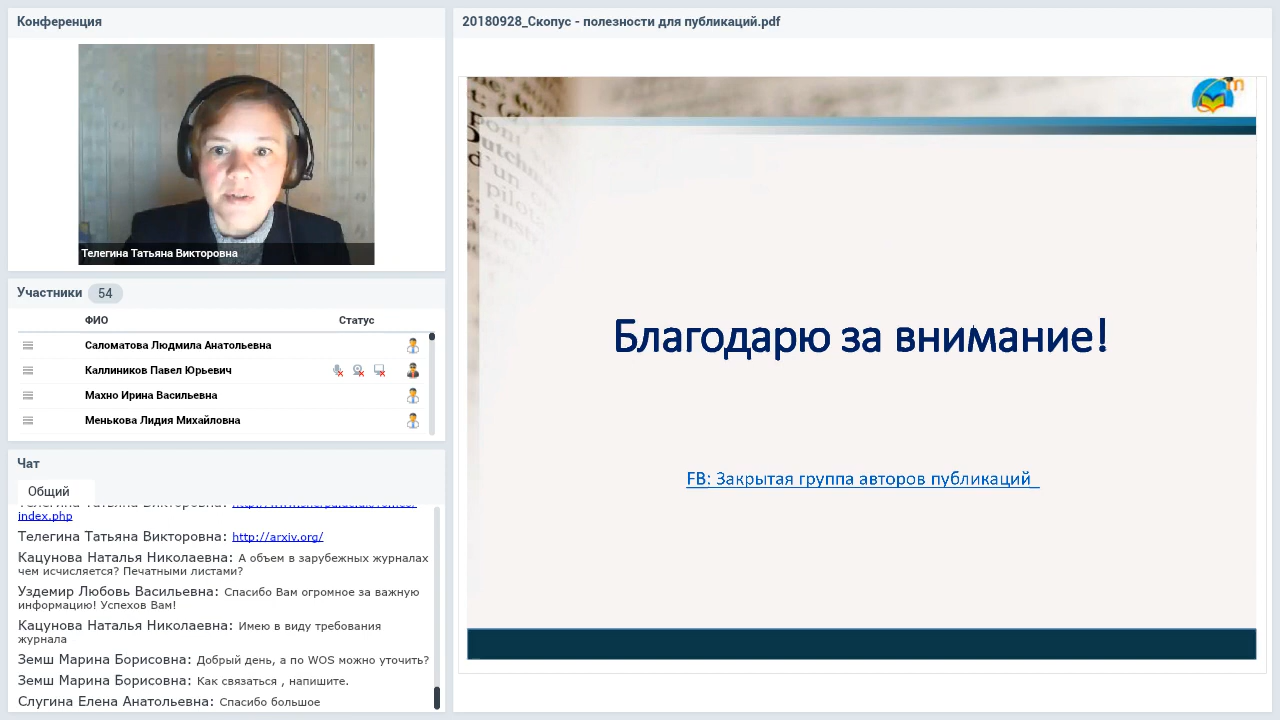 Конференция
Телегина Татьяна Викторовна
Участники 54
ФИО Статус
Саломатова Людмила Анатольевна
Каллиников Павел Юрьевич
Махно Ирина Васильевна
Менькова Лидия Михайловна
Чат
Общий
index.php
Телегина Татьяна Викторовна: http://arxiv.org/
Кацунова Наталья Николаевна: А объем в зарубежных журналах
чем исчисляется? Печатными листами?
Уздемир Любовь Васильевна: Спасибо Вам огромное за важную
информацию! Успехов Вам!
Кацунова Наталья Николаевна: Имею в виду требования
журнала
Земш Марина Борисовна: Добрый день, а по WOS можно уточить?
Земш Марина Борисовна: Как связаться , напишите.
Слугина Елена Анатольевна: Спасибо большое
20180928_Скопус - полезности для публикаций.pdf
Благодарю за внимание!
FB: Закрытая группа авторов публикаций